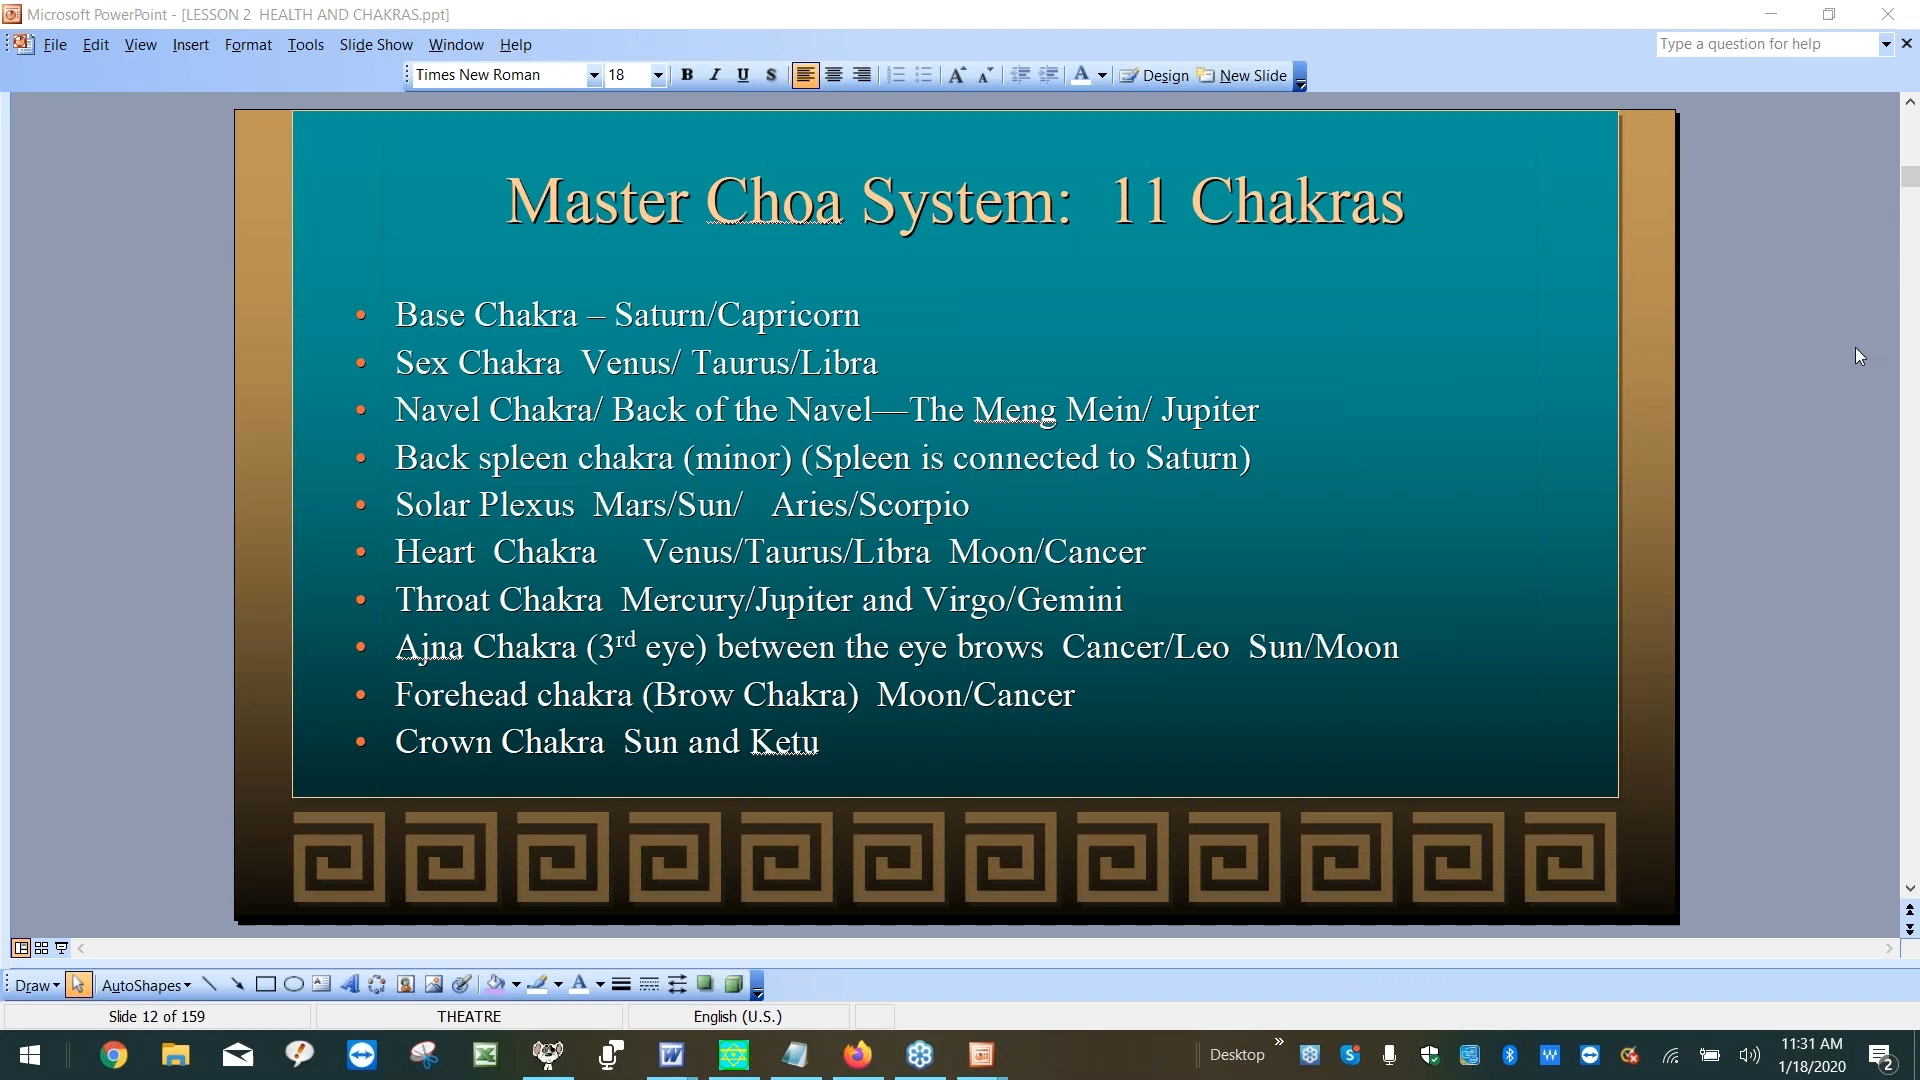 Microsoft PowerPoint - [LESSON 2  HEALTH AND CHAKRAS.ppt]
File Edit View Insert Format Tools Slide Show Window Help
Type a question for help
Times New Roman 18 B I U S A A A Design New Slide
Master Choa System:  11 Chakras
• Base Chakra – Saturn/Capricorn
• Sex Chakra  Venus/ Taurus/Libra
• Navel Chakra/ Back of the Navel—The Meng Mein/ Jupiter
• Back spleen chakra (minor) (Spleen is connected to Saturn)
• Solar Plexus  Mars/Sun/   Aries/Scorpio
• Heart  Chakra     Venus/Taurus/Libra  Moon/Cancer
• Throat Chakra  Mercury/Jupiter and Virgo/Gemini
• Ajna Chakra (3rd eye) between the eye brows  Cancer/Leo  Sun/Moon
• Forehead chakra (Brow Chakra)  Moon/Cancer
• Crown Chakra  Sun and Ketu
Draw AutoShapes
Slide 12 of 159 THEATRE English (U.S.)
Desktop
11:31 AM
1/18/2020
2